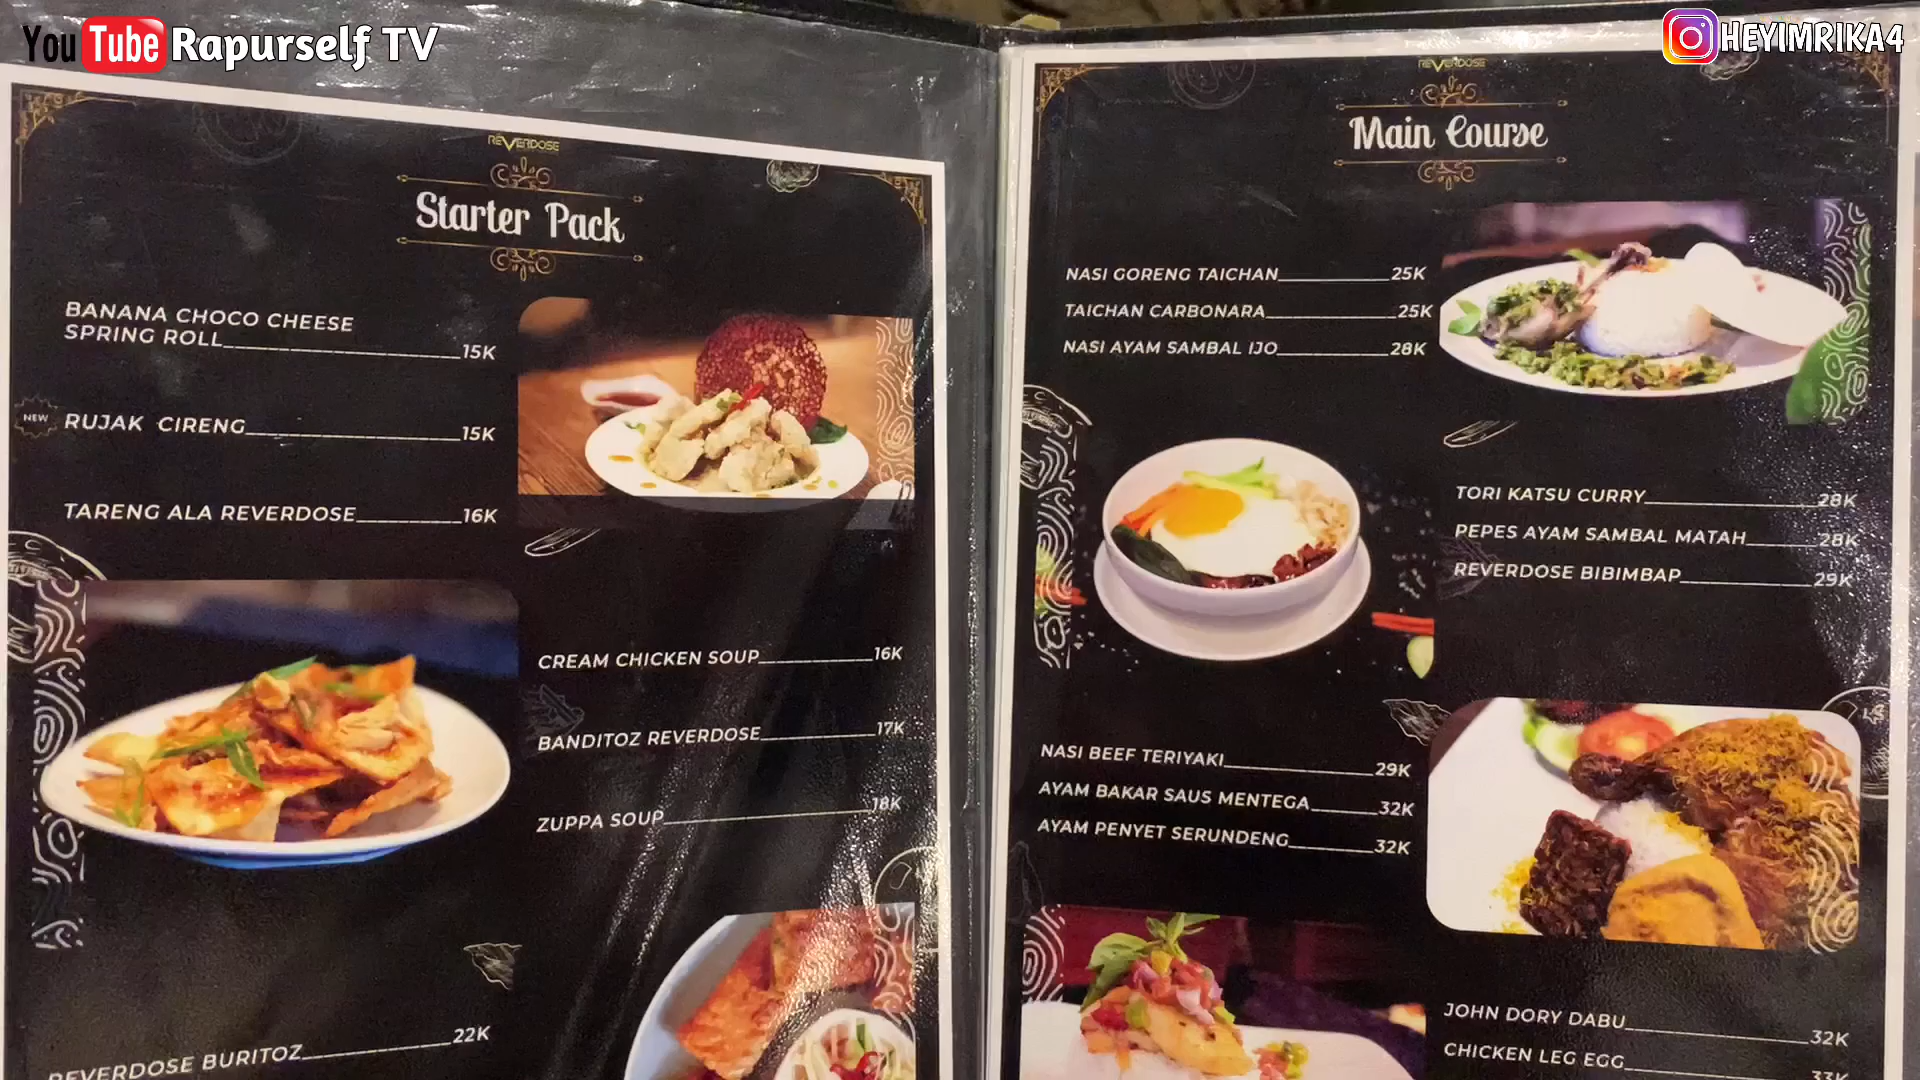 YouTube Rapurself TV
HEYIMRIKA4
REVERDOSE
Starter Pack
BANANA CHOCO CHEESE
SPRING ROLL 15K
NEW
RUJAK CIRENG 15K
TARENG ALA REVERDOSE 16K
CREAM CHICKEN SOUP 16K
BANDITOZ REVERDOSE 17K
ZUPPA SOUP 18K
REVERDOSE BURITOZ 22K
REVERDOSE
Main Course
NASI GORENG TAICHAN 25K
TAICHAN CARBONARA 25K
NASI AYAM SAMBAL IJO 28K
TORI KATSU CURRY 28K
PEPES AYAM SAMBAL MATAH 28K
REVERDOSE BIBIMBAP 29K
NASI BEEF TERIYAKI 29K
AYAM BAKAR SAUS MENTEGA 32K
AYAM PENYET SERUNDENG 32K
JOHN DORY DABU 32K
CHICKEN LEG EGG 33K